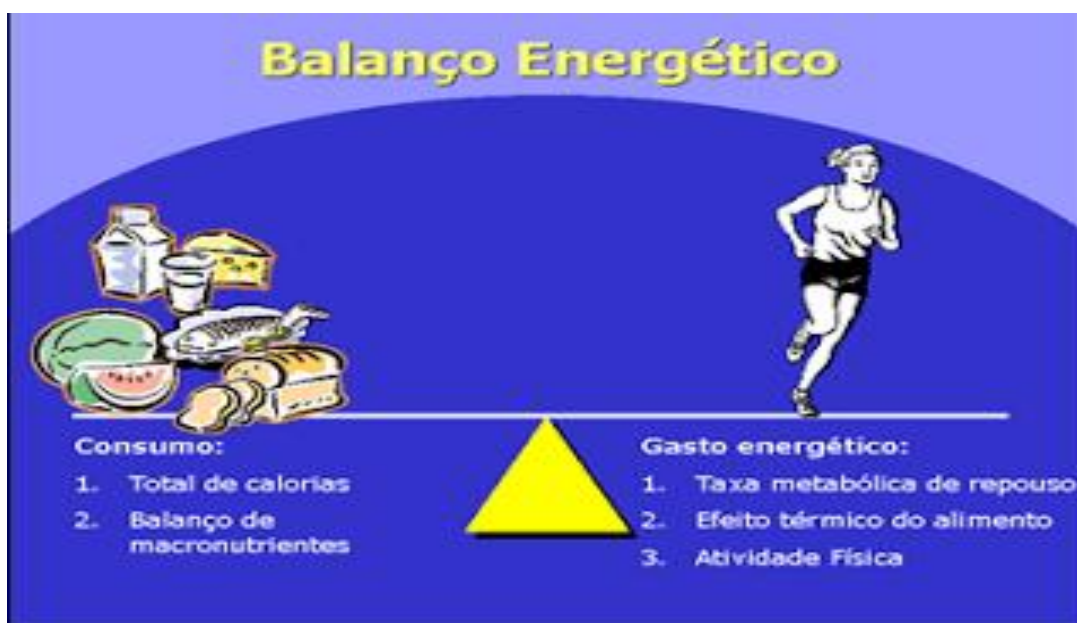 Balanço Energético
Consumo:
1. Total de calorias
2. Balanço de
macronutrientes
Gasto energético:
1. Taxa metabólica de repouso
2. Efeito térmico do alimento
3. Atividade Física